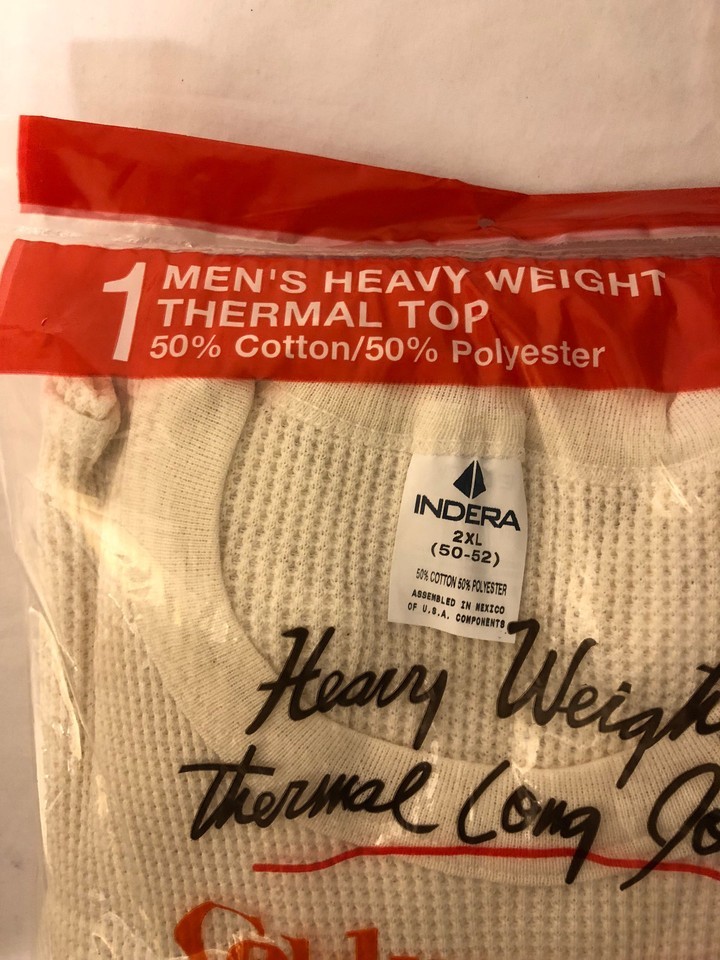 1 MEN'S HEAVY WEIGHT
THERMAL TOP
50% Cotton/50% Polyester
INDERA
2XL
(50-52)
50% COTTON 50% POLYESTER
ASSEMBLED IN MEXICO
OF U.S.A. COMPONENTS
Heavy Weight
Thermal Long Jo